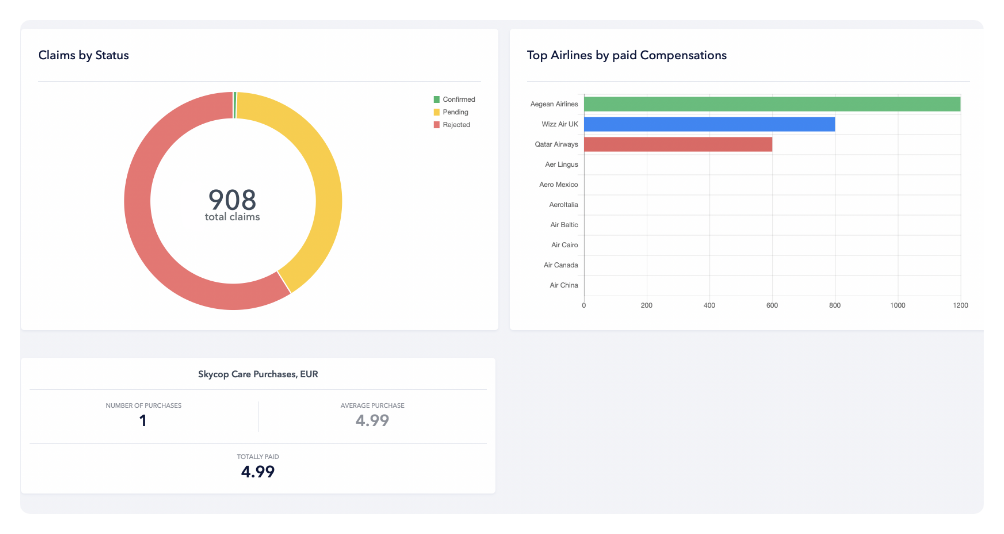 Claims by Status
Confirmed
Pending
Rejected
908
total claims
Top Airlines by paid Compensations
Aegean Airlines
Wizz Air UK
Qatar Airways
Aer Lingus
Aero Mexico
AeroItalia
Air Baltic
Air Cairo
Air Canada
Air China
0 200 400 600 800 1000 1200
Skycop Care Purchases, EUR
NUMBER OF PURCHASES AVERAGE PURCHASE
1 4.99
TOTALLY PAID
4.99